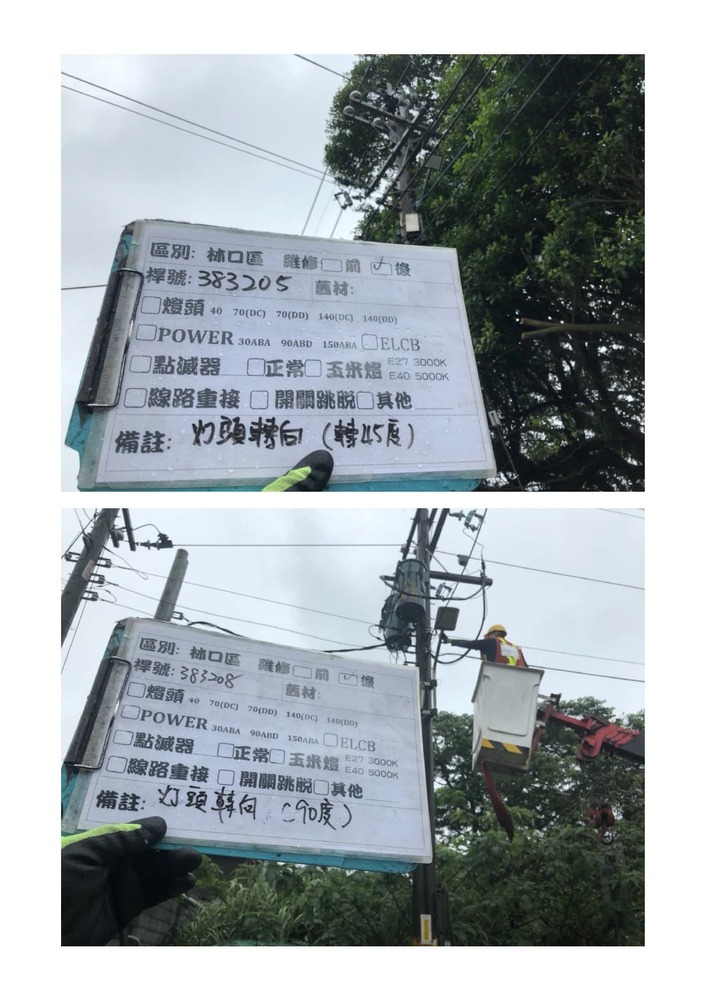 區別: 林口區 維修□前 ☑後
桿號: 383205 舊材:
□燈頭 40 70(DC) 70(DD) 140(DC) 140(DD)
□POWER 30ABA 90ABD 150ABA □ELCB
□點滅器 □正常□玉米燈 E27 3000K
E40 5000K
□線路重接 □開關跳脫□其他
備註: 灯頭轉向 (轉45度)
區別: 林口區 維修□前 ☑後
桿號: 383208 舊材:
□燈頭 40 70(DC) 70(DD) 140(DC) 140(DD)
□POWER 30ABA 90ABD 150ABA □ELCB
□點滅器 □正常□玉米燈 E27 3000K
E40 5000K
□線路重接 □開關跳脫□其他
備註: 灯頭轉向 (90度)